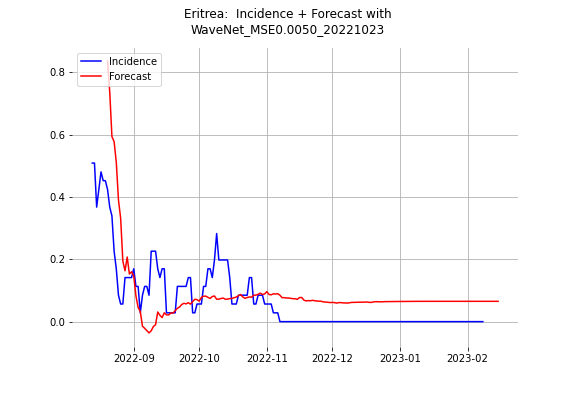 Eritrea:  Incidence + Forecast with
WaveNet_MSE0.0050_20221023
Incidence
Forecast
0.8
0.6
0.4
0.2
0.0
2022-09 2022-10 2022-11 2022-12 2023-01 2023-02